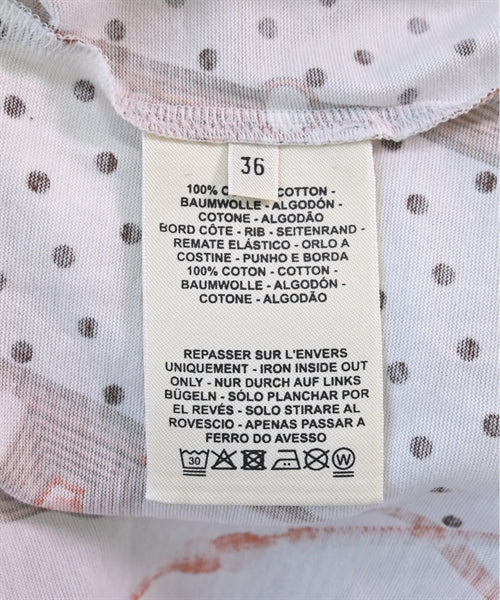 36
100% COTTON -
BAUMWOLLE - ALGODÓN -
COTONE - ALGODÃO
BORD CÔTE - RIB - SEITENRAND -
REMATE ELÁSTICO - ORLO A
COSTINE - PUNHO E BORDA
100% COTON - COTTON -
BAUMWOLLE - ALGODÓN -
COTONE - ALGODÃO
REPASSER SUR L'ENVERS
UNIQUEMENT - IRON INSIDE OUT
ONLY - NUR DURCH AUF LINKS
BÜGELN - SÓLO PLANCHAR POR
EL REVÉS - SOLO STIRARE AL
ROVESCIO - APENAS PASSAR A
FERRO DO AVESSO
30 W